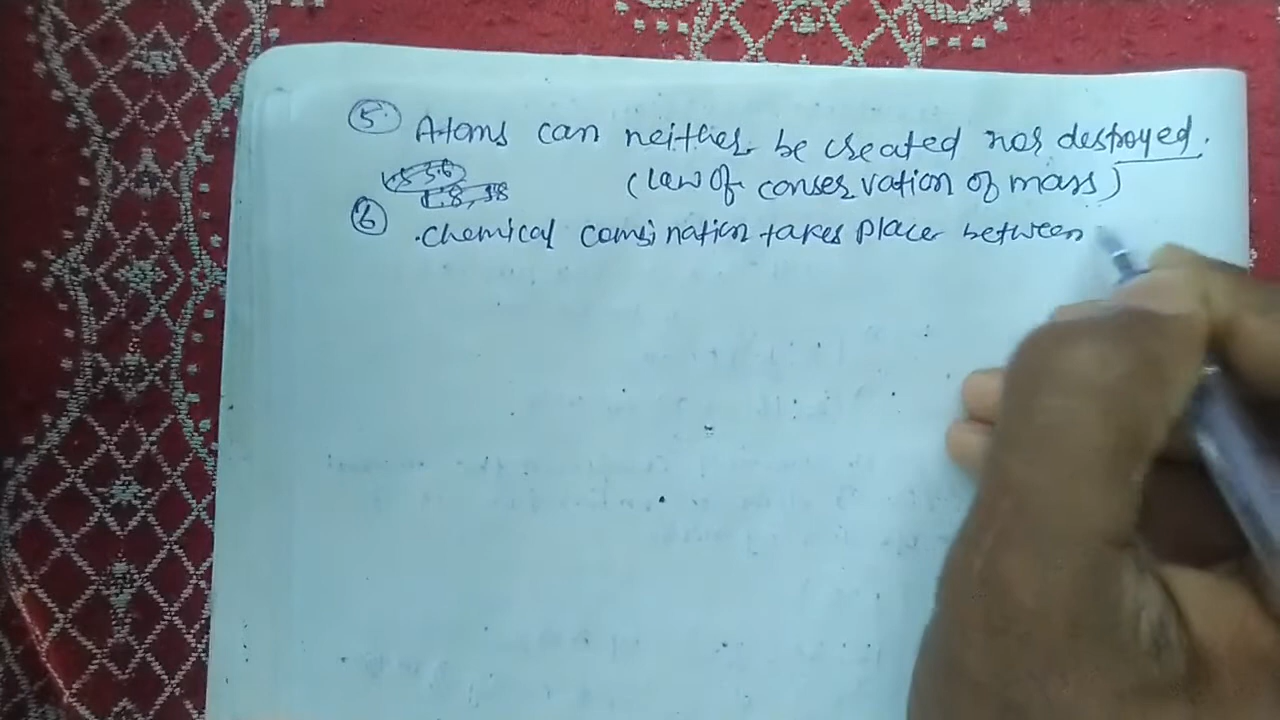 5. Atoms can neither be created nor destroyed.
(Law of conservation of mass)
6 .chemical combination takes place between